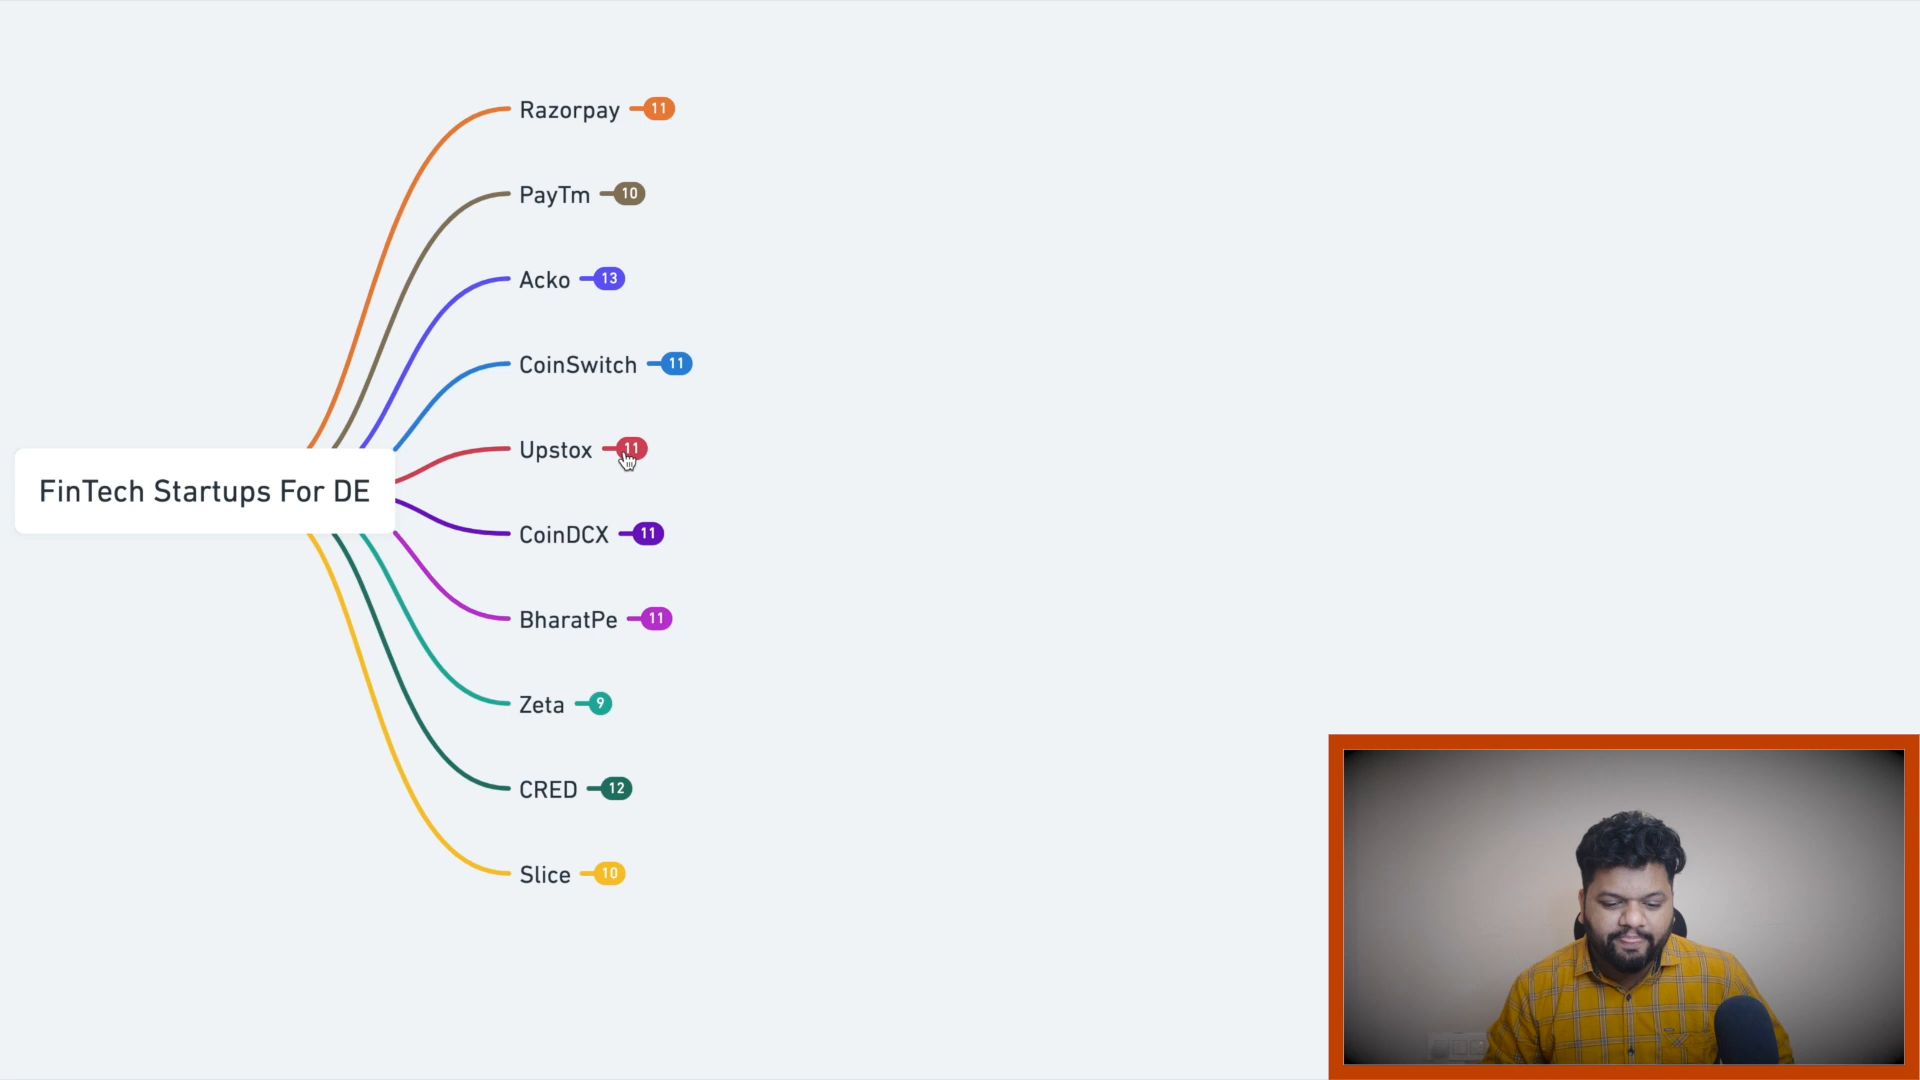 Razorpay 11
PayTm 10
Acko 13
CoinSwitch 11
Upstox 11
FinTech Startups For DE
CoinDCX 11
BharatPe 11
Zeta 9
CRED 12
Slice 10